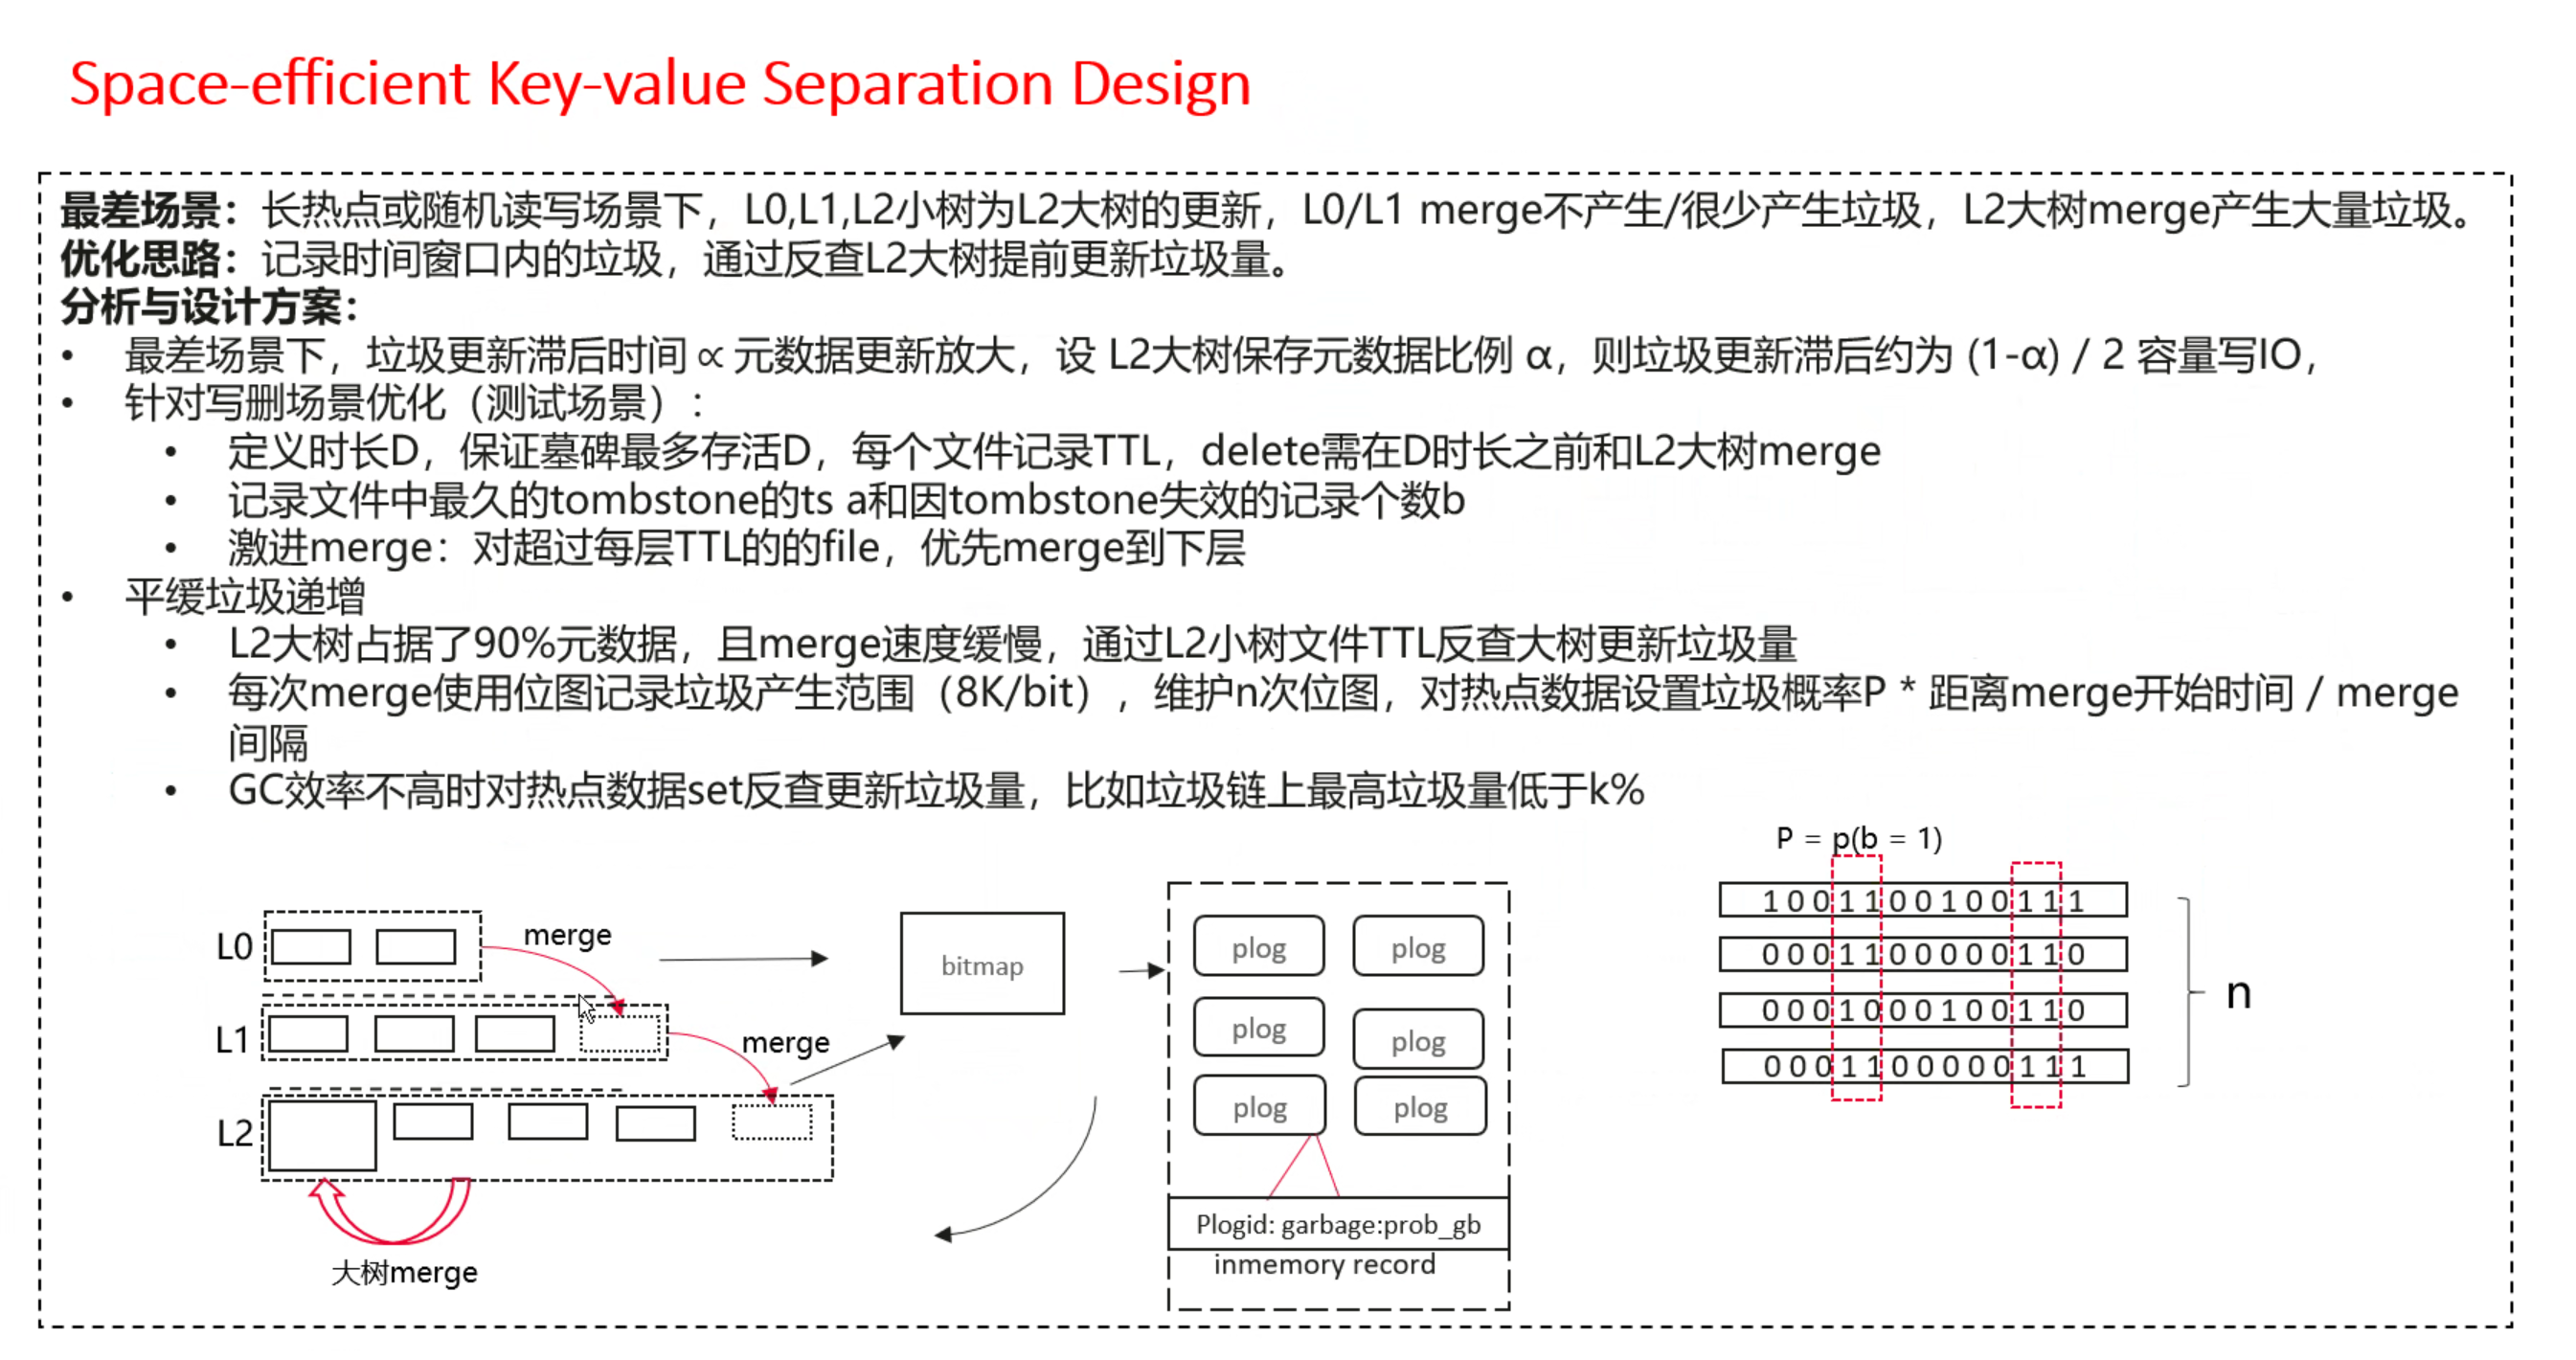 Space-efficient Key-value Separation Design
最差场景：长热点或随机读写场景下，L0,L1,L2小树为L2大树的更新，L0/L1 merge不产生/很少产生垃圾，L2大树merge产生大量垃圾。
优化思路：记录时间窗口内的垃圾，通过反查L2大树提前更新垃圾量。
分析与设计方案：
• 最差场景下，垃圾更新滞后时间 ∝ 元数据更新放大，设 L2大树保存元数据比例 α，则垃圾更新滞后约为 (1-α) / 2 容量写IO，
• 针对写删场景优化（测试场景）：
• 定义时长D，保证墓碑最多存活D，每个文件记录TTL，delete需在D时长之前和L2大树merge
• 记录文件中最久的tombstone的ts a和因tombstone失效的记录个数b
• 激进merge：对超过每层TTL的的file，优先merge到下层
• 平缓垃圾递增
• L2大树占据了90%元数据，且merge速度缓慢，通过L2小树文件TTL反查大树更新垃圾量
• 每次merge使用位图记录垃圾产生范围（8K/bit），维护n次位图，对热点数据设置垃圾概率P * 距离merge开始时间 / merge
间隔
• GC效率不高时对热点数据set反查更新垃圾量，比如垃圾链上最高垃圾量低于k%
L0
merge
L1
merge
L2
大树merge
bitmap
plog plog
plog plog
plog plog
Plogid: garbage:prob_gb
inmemory record
P = p(b = 1)
1 0 0 1 1 0 0 1 0 0 1 1 1
0 0 0 1 1 0 0 0 0 0 1 1 0
0 0 0 1 0 0 0 1 0 0 1 1 0
0 0 0 1 1 0 0 0 0 0 1 1 1
n